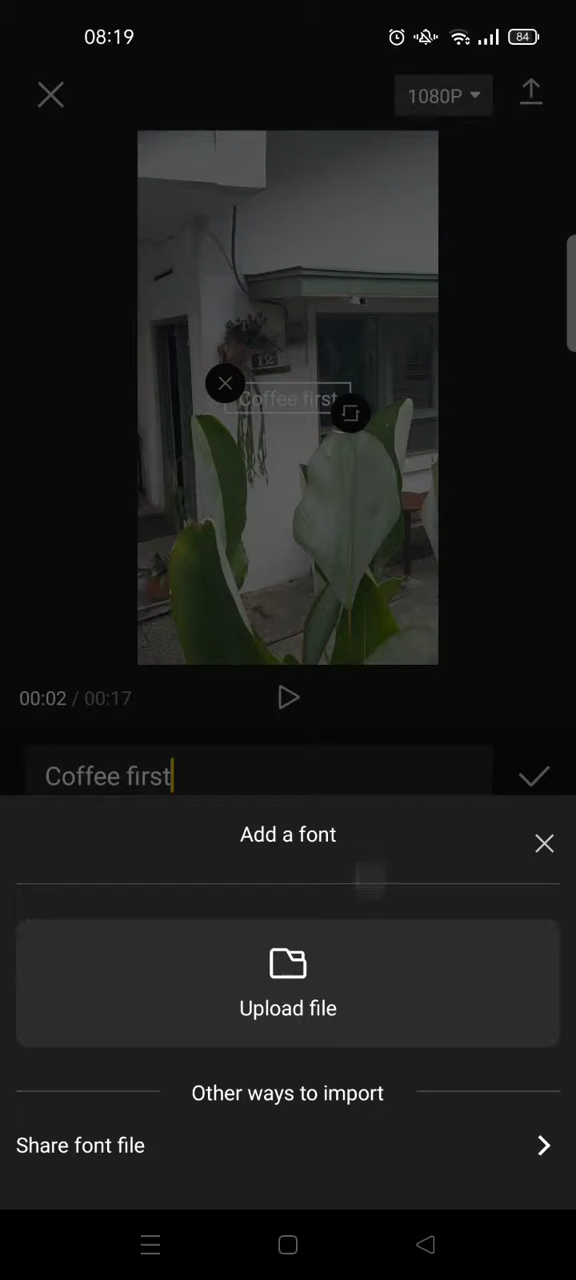 08:19
84
1080P
12
Coffee first
00:02 / 00:17
Coffee first
Add a font
Upload file
Other ways to import
Share font file